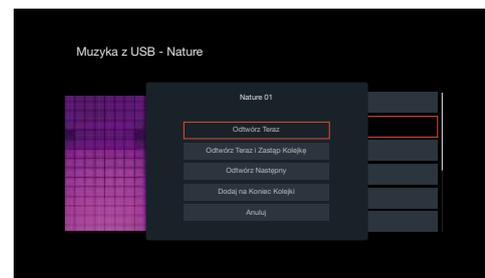 Muzyka z USB - Nature
Nature 01
Odtwórz Teraz
Odtwórz Teraz i Zastąp Kolejkę
Odtwórz Następny
Dodaj na Koniec Kolejki
Anuluj